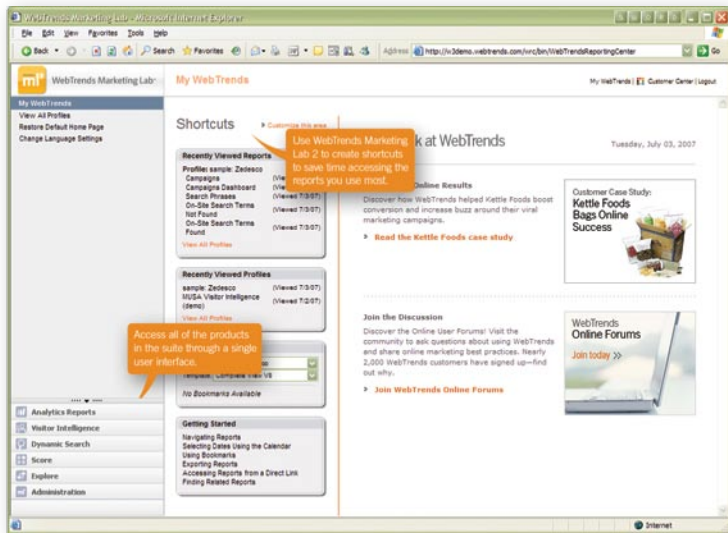 WebTrends Marketing Lab - Microsoft Internet Explorer
File Edit View Favorites Tools Help
Back Search Favorites Address http://w3demo.webtrends.com/wrc/bin/WebTrendsReportingCenter Go
ml² WebTrends Marketing Lab² My WebTrends My WebTrends | Customer Center | Logout
My WebTrends
View All Profiles
Restore Default Home Page
Change Language Settings
Shortcuts Customize this area
Use WebTrends Marketing
Lab 2 to create shortcuts
to save time accessing the
reports you use most.
k at WebTrends Tuesday, July 03, 2007
Recently Viewed Reports
Profile: sample: Zedesco
Campaigns
Campaigns Dashboard
Search Phrases (Viewed 7/3/07)
On-Site Search Terms (Viewed 7/3/07)
Not Found
On-Site Search Terms (Viewed 7/3/07)
Found
View All Profiles
Online Results
Discover how WebTrends helped Kettle Foods boost
conversion and increase buzz around their viral
marketing campaigns.
Read the Kettle Foods case study
Customer Case Study:
Kettle Foods
Bags Online
Success
Recently Viewed Profiles
sample: Zedesco (Viewed 7/3/07)
MUSA Visitor Intelligence (Viewed 7/2/07)
(demo)
View All Profiles
Access all of the products
in the suite through a single
user interface.
Template: Complete View V8
No Bookmarks Available
Join the Discussion
Discover the Online User Forums! Visit the
community to ask questions about using WebTrends
and share online marketing best practices. Nearly
2,000 WebTrends customers have signed up—find
out why.
Join WebTrends Online Forums
WebTrends
Online Forums
Join today
Getting Started
Navigating Reports
Selecting Dates Using the Calendar
Using Bookmarks
Exporting Reports
Accessing Reports from a Direct Link
Finding Related Reports
Analytics Reports
Visitor Intelligence
Dynamic Search
Score
Explore
Administration
Internet